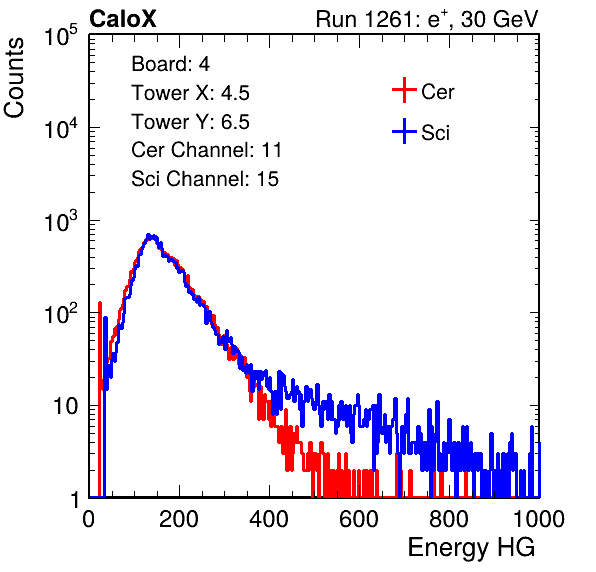 CaloX Run 1261: e⁺, 30 GeV
Counts
Board: 4
Tower X: 4.5
Tower Y: 6.5
Cer Channel: 11
Sci Channel: 15
Cer
Sci
10⁵
10⁴
10³
10²
10
1
0 200 400 600 800 1000
Energy HG